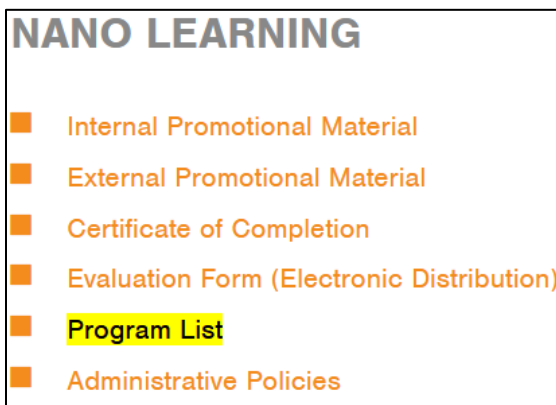 NANO LEARNING
Internal Promotional Material
External Promotional Material
Certificate of Completion
Evaluation Form (Electronic Distribution)
Program List
Administrative Policies